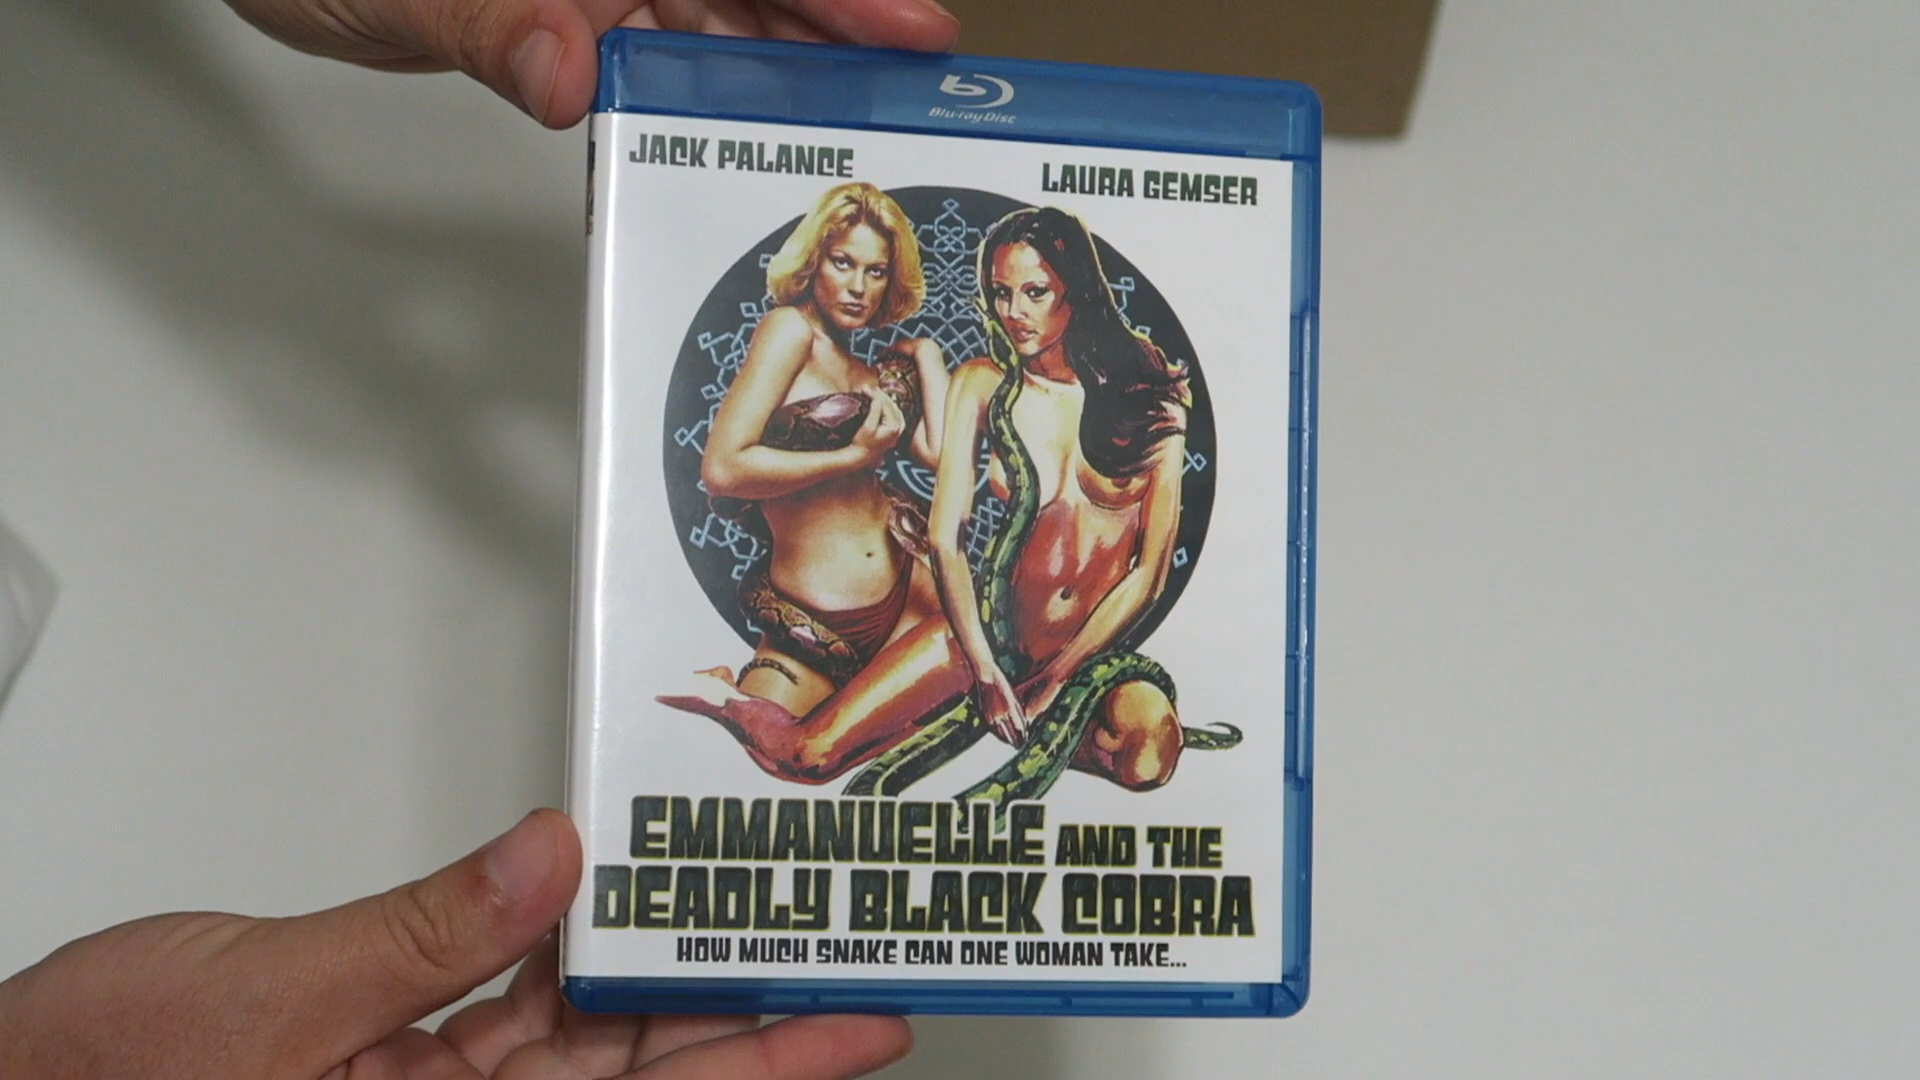 Blu-ray Disc
JACK PALANCE
LAURA GEMSER
EMMANUELLE AND THE
DEADLY BLACK COBRA
HOW MUCH SNAKE CAN ONE WOMAN TAKE...